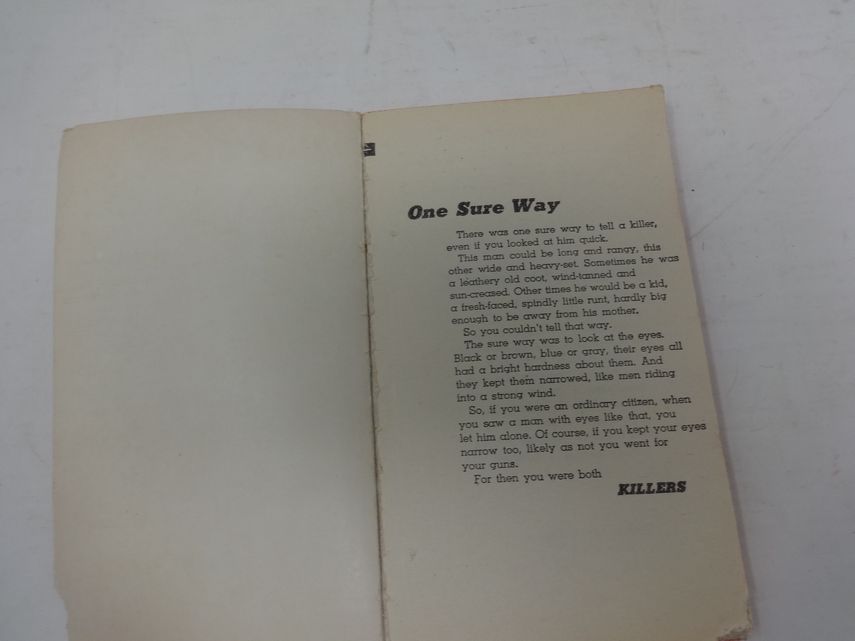 One Sure Way
There was one sure way to tell a killer,
even if you looked at him quick.
This man could be long and rangy, this
other wide and heavy-set. Sometimes he was
a leathery old coot, wind-tanned and
sun-creased. Other times he would be a kid,
a fresh-faced, spindly little runt, hardly big
enough to be away from his mother.
So you couldn't tell that way.
The sure way was to look at the eyes.
Black or brown, blue or gray, their eyes all
had a bright hardness about them. And
they kept them narrowed, like men riding
into a strong wind.
So, if you were an ordinary citizen, when
you saw a man with eyes like that, you
let him alone. Of course, if you kept your eyes
narrow too, likely as not you went for
your guns.
For then you were both
KILLERS